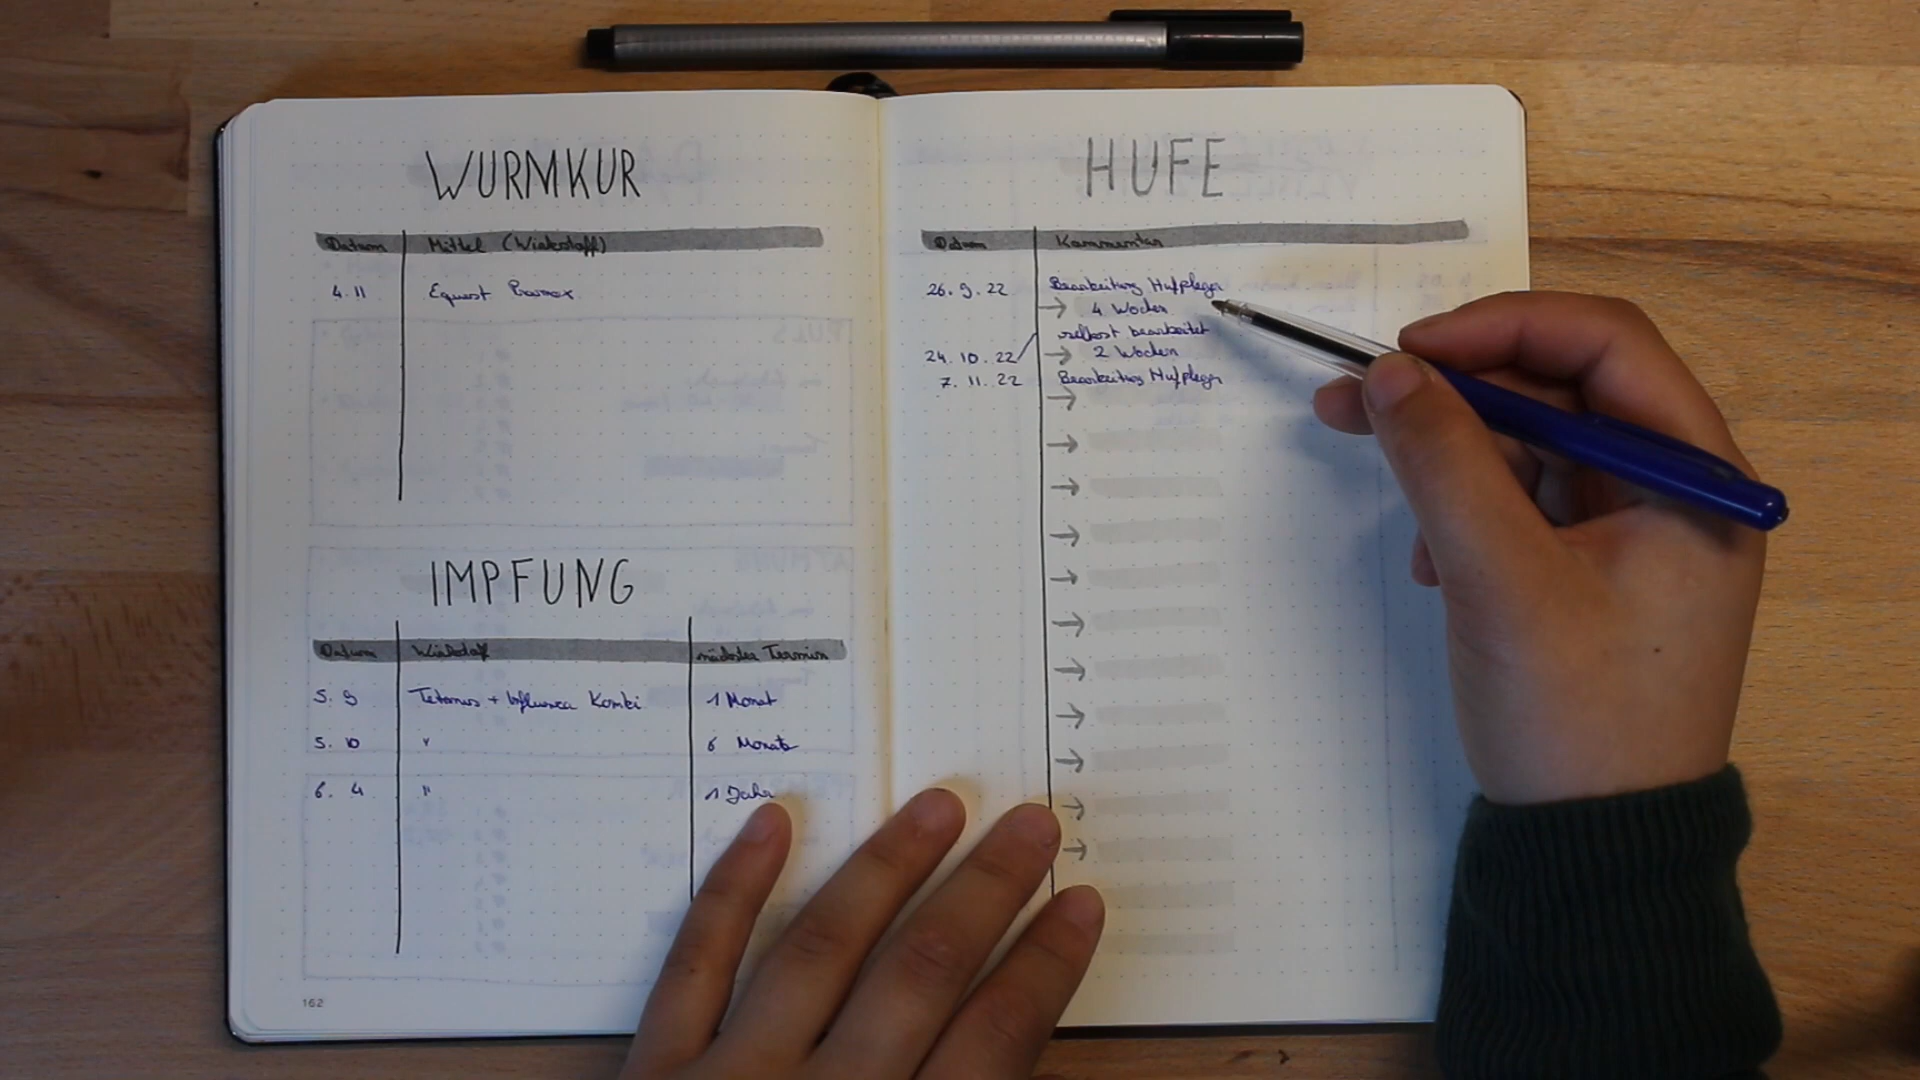 WURMKUR
Datum Mittel (Wirkstoff)
4. 11 Equest Pramox
IMPFUNG
Datum Wirkstoff nächster Termin
5. 9 Tetanus + Influenza Kombi 1 Monat
5. 10 " 6 Monate
6. 4 " 1 Jahr
162
HUFE
Datum Kommentar
26. 9. 22 Bearbeitung Hufpfleger
→ 4 Wochen
selbst bearbeitet
24. 10. 22 → 2 Wochen
7. 11. 22 Bearbeitung Hufpfleger